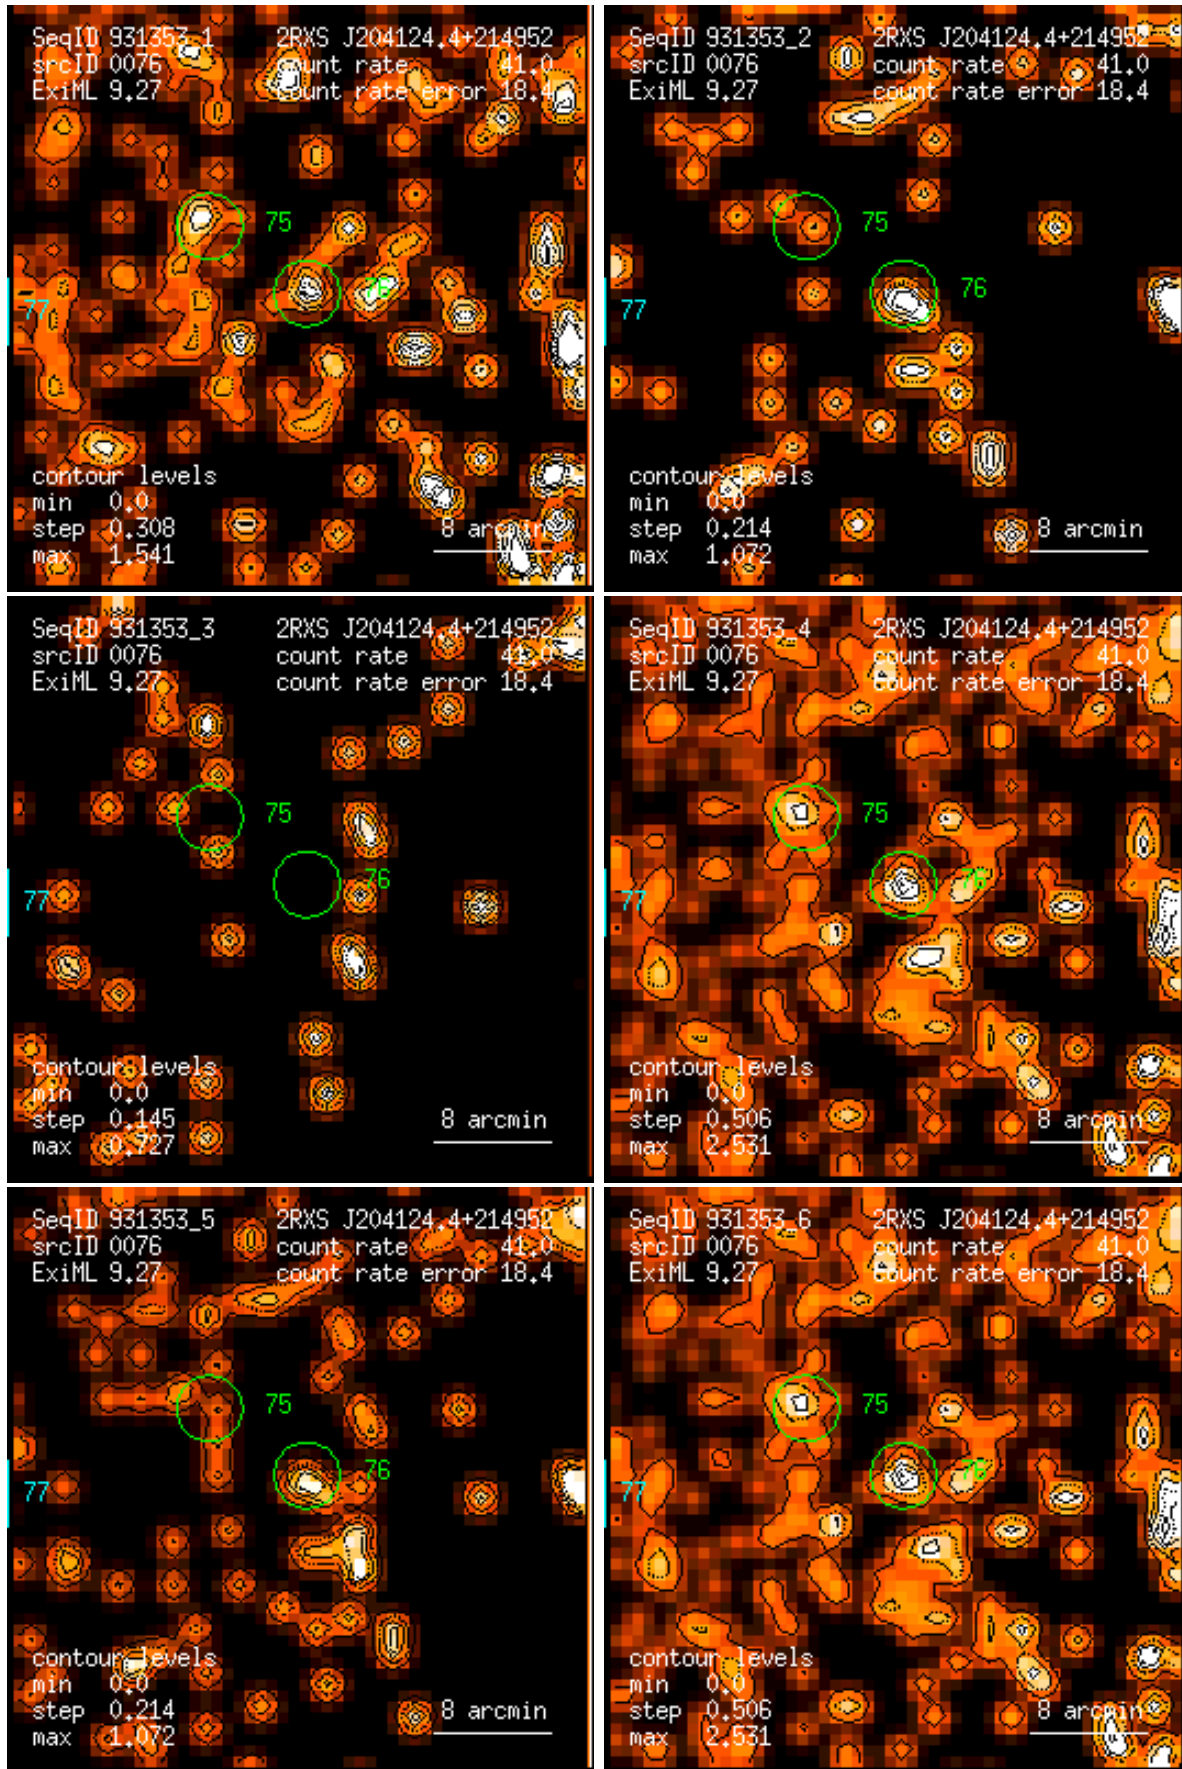 SeqID 931353_1 2RXS J204124.4+214952
srcID 0076 count rate 41.0
ExiML 9.27 count rate error 18.4
75
76
77
contour levels
min 0.0
step 0.308
max 1.541
8 arcmin
SeqID 931353_2 2RXS J204124.4+214952
srcID 0076 count rate 41.0
ExiML 9.27 count rate error 18.4
75
76
77
contour levels
min 0.0
step 0.214
max 1.072
8 arcmin
SeqID 931353_3 2RXS J204124.4+214952
srcID 0076 count rate 41.0
ExiML 9.27 count rate error 18.4
75
76
77
contour levels
min 0.0
step 0.145
max 0.727
8 arcmin
SeqID 931353_4 2RXS J204124.4+214952
srcID 0076 count rate 41.0
ExiML 9.27 count rate error 18.4
75
76
77
contour levels
min 0.0
step 0.506
max 2.531
8 arcmin
SeqID 931353_5 2RXS J204124.4+214952
srcID 0076 count rate 41.0
ExiML 9.27 count rate error 18.4
75
76
77
contour levels
min 0.0
step 0.214
max 1.072
8 arcmin
SeqID 931353_6 2RXS J204124.4+214952
srcID 0076 count rate 41.0
ExiML 9.27 count rate error 18.4
75
76
77
contour levels
min 0.0
step 0.506
max 2.531
8 arcmin